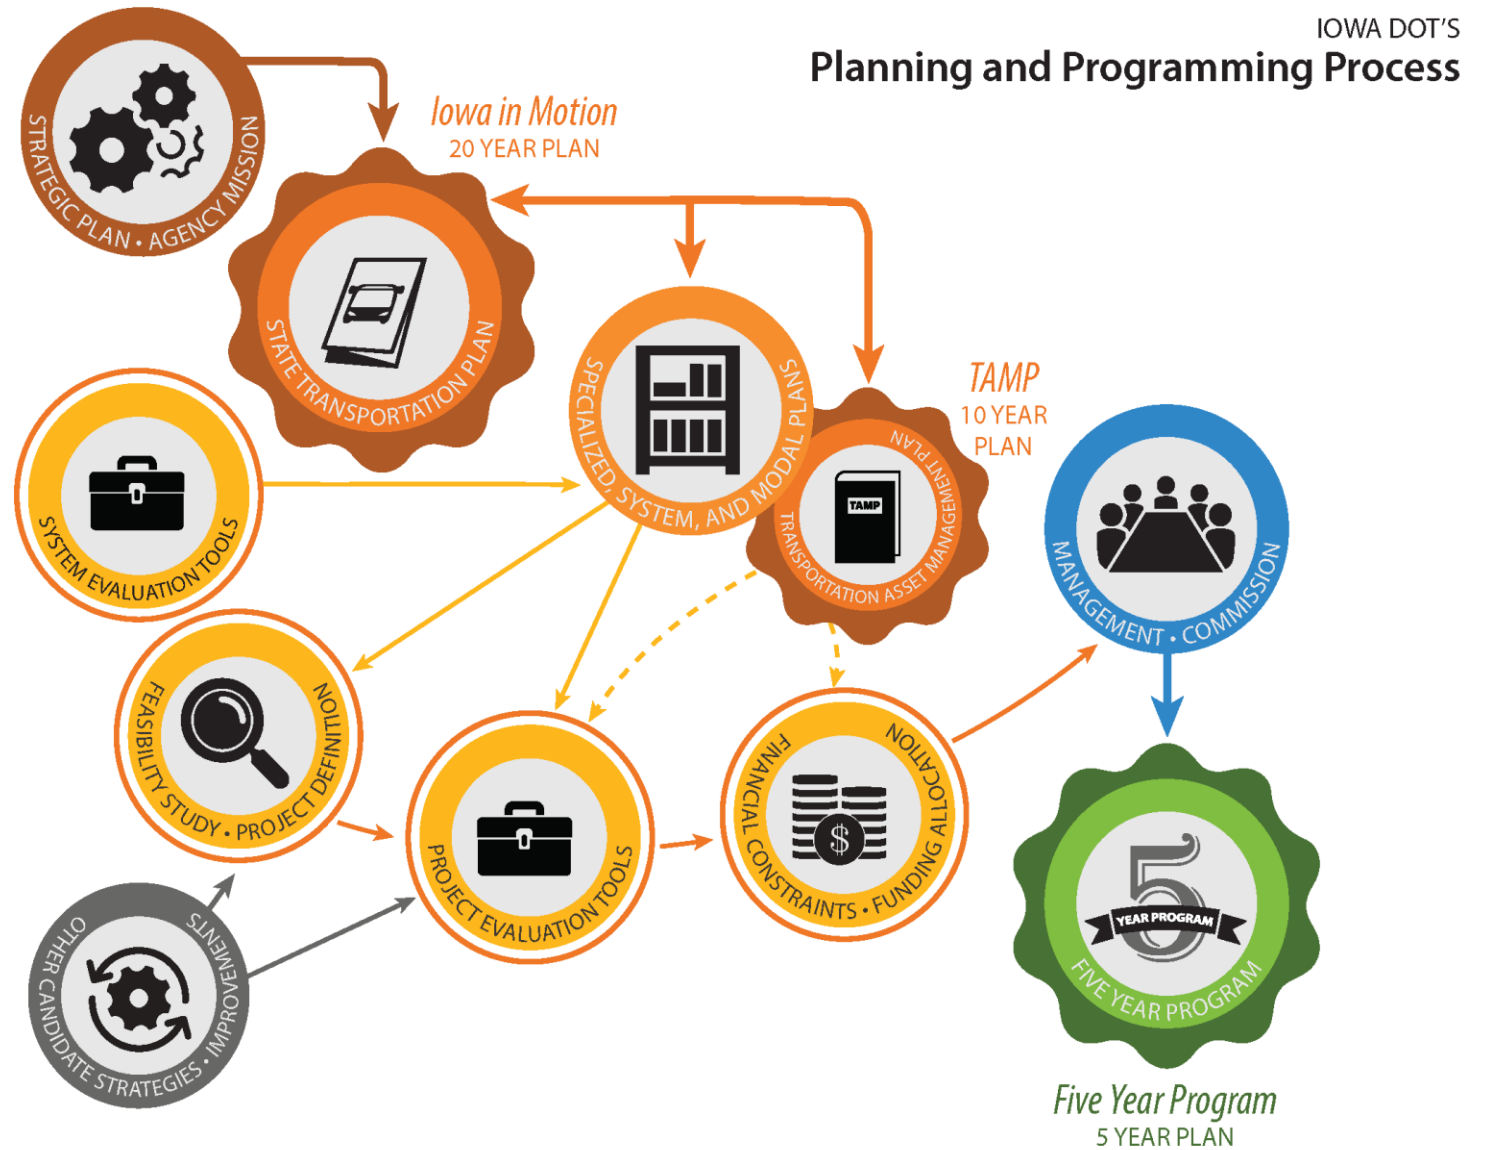 IOWA DOT'S
Planning and Programming Process
STRATEGIC PLAN • AGENCY MISSION
Iowa in Motion
20 YEAR PLAN
STATE TRANSPORTATION PLAN
SPECIALIZED, SYSTEM, AND MODAL PLANS
TAMP
10 YEAR
PLAN
TAMP
TRANSPORTATION ASSET MANAGEMENT PLAN
SYSTEM EVALUATION TOOLS
MANAGEMENT • COMMISSION
FEASIBILITY STUDY • PROJECT DEFINITION
PROJECT EVALUATION TOOLS
FINANCIAL CONSTRAINTS • FUNDING ALLOCATION
$
OTHER CANDIDATE STRATEGIES • IMPROVEMENTS
5
YEAR PROGRAM
FIVE YEAR PROGRAM
Five Year Program
5 YEAR PLAN